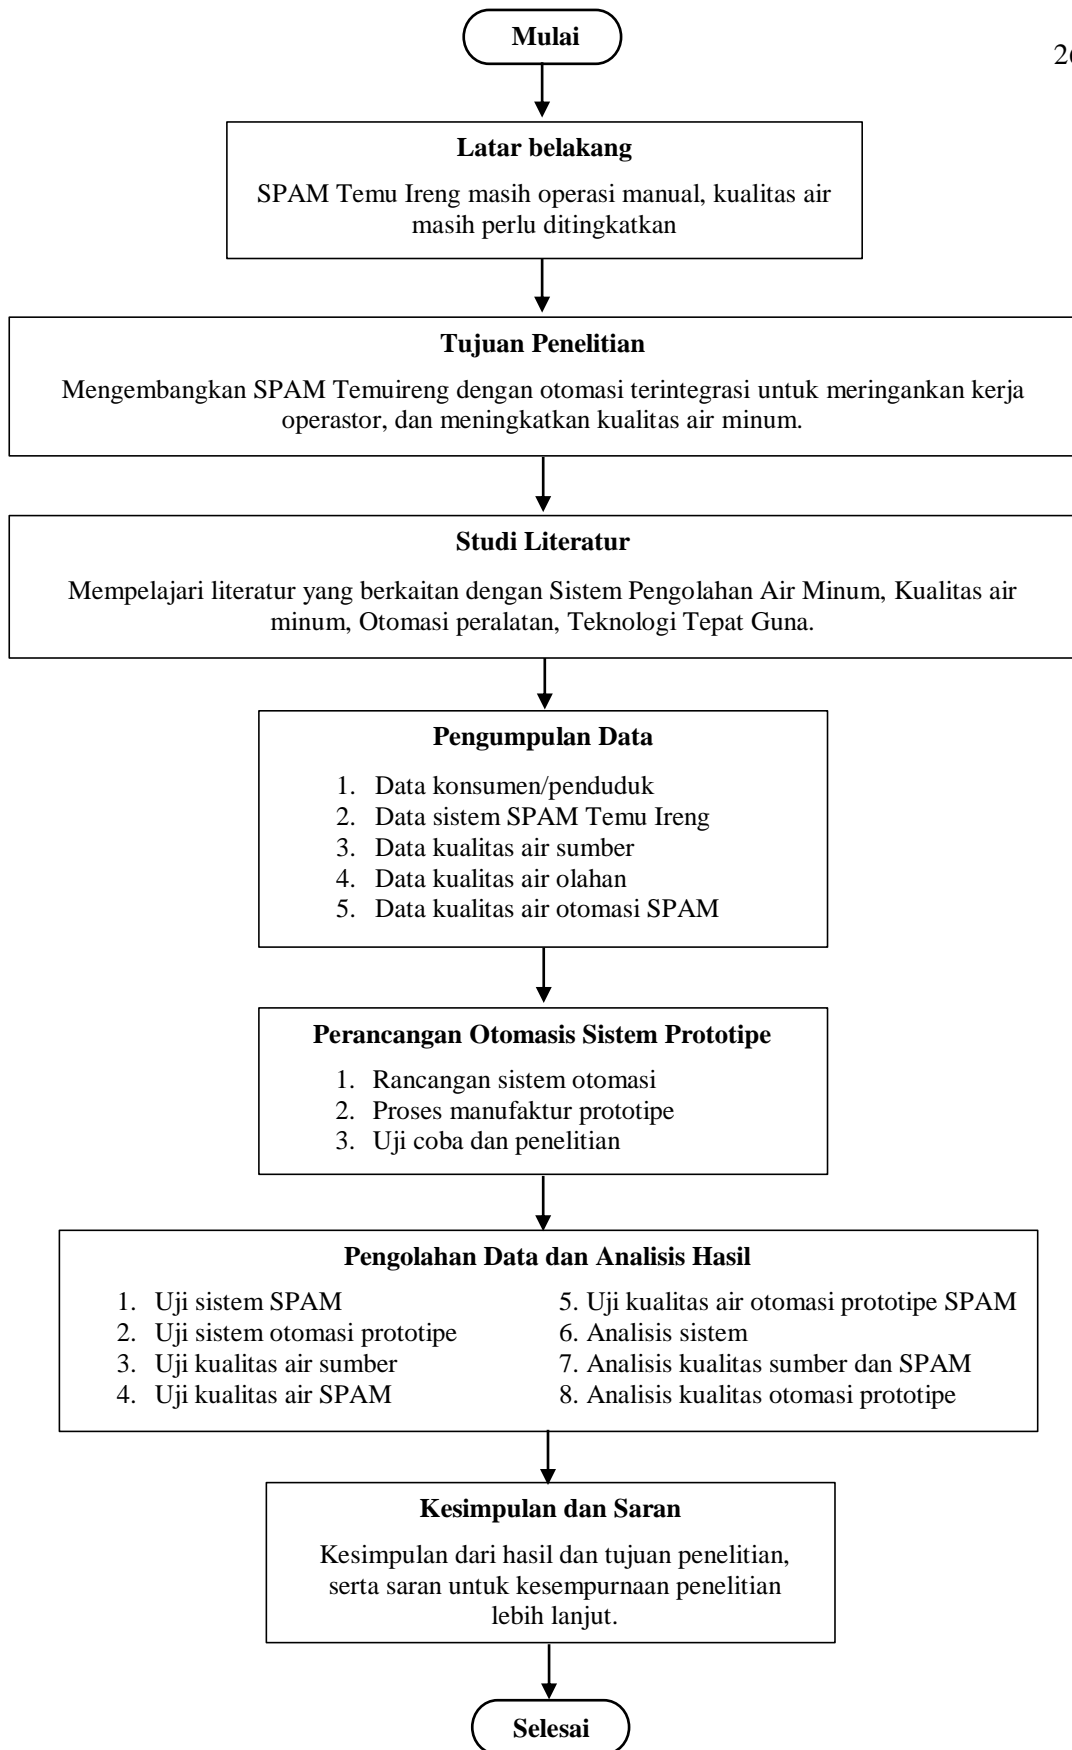 Mulai
Latar belakang
SPAM Temu Ireng masih operasi manual, kualitas air
masih perlu ditingkatkan
Tujuan Penelitian
Mengembangkan SPAM Temuireng dengan otomasi terintegrasi untuk meringankan kerja
operastor, dan meningkatkan kualitas air minum.
Studi Literatur
Mempelajari literatur yang berkaitan dengan Sistem Pengolahan Air Minum, Kualitas air
minum, Otomasi peralatan, Teknologi Tepat Guna.
Pengumpulan Data
1. Data konsumen/penduduk
2. Data sistem SPAM Temu Ireng
3. Data kualitas air sumber
4. Data kualitas air olahan
5. Data kualitas air otomasi SPAM
Perancangan Otomasis Sistem Prototipe
1. Rancangan sistem otomasi
2. Proses manufaktur prototipe
3. Uji coba dan penelitian
Pengolahan Data dan Analisis Hasil
1. Uji sistem SPAM
2. Uji sistem otomasi prototipe
3. Uji kualitas air sumber
4. Uji kualitas air SPAM
5. Uji kualitas air otomasi prototipe SPAM
6. Analisis sistem
7. Analisis kualitas sumber dan SPAM
8. Analisis kualitas otomasi prototipe
Kesimpulan dan Saran
Kesimpulan dari hasil dan tujuan penelitian,
serta saran untuk kesempurnaan penelitian
lebih lanjut.
Selesai